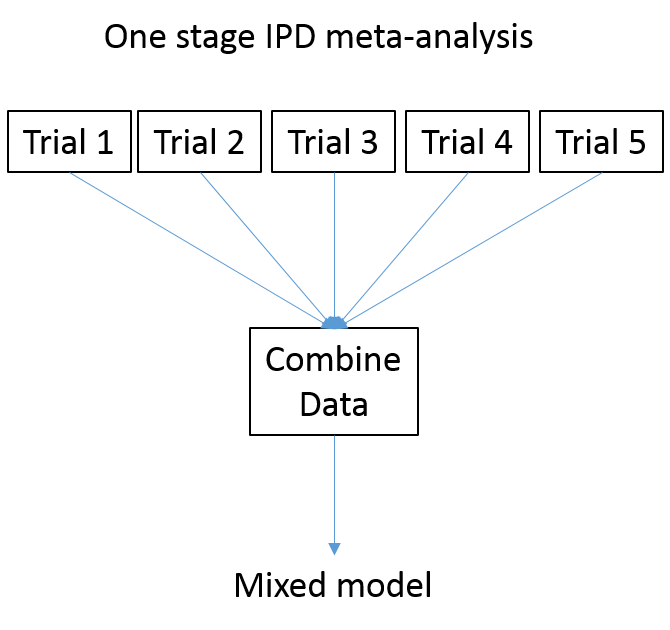 One stage IPD meta-analysis
Trial 1
Trial 2
Trial 3
Trial 4
Trial 5
Combine
Data
Mixed model